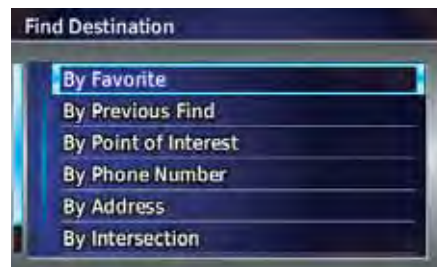 Find Destination
By Favorite
By Previous Find
By Point of Interest
By Phone Number
By Address
By Intersection